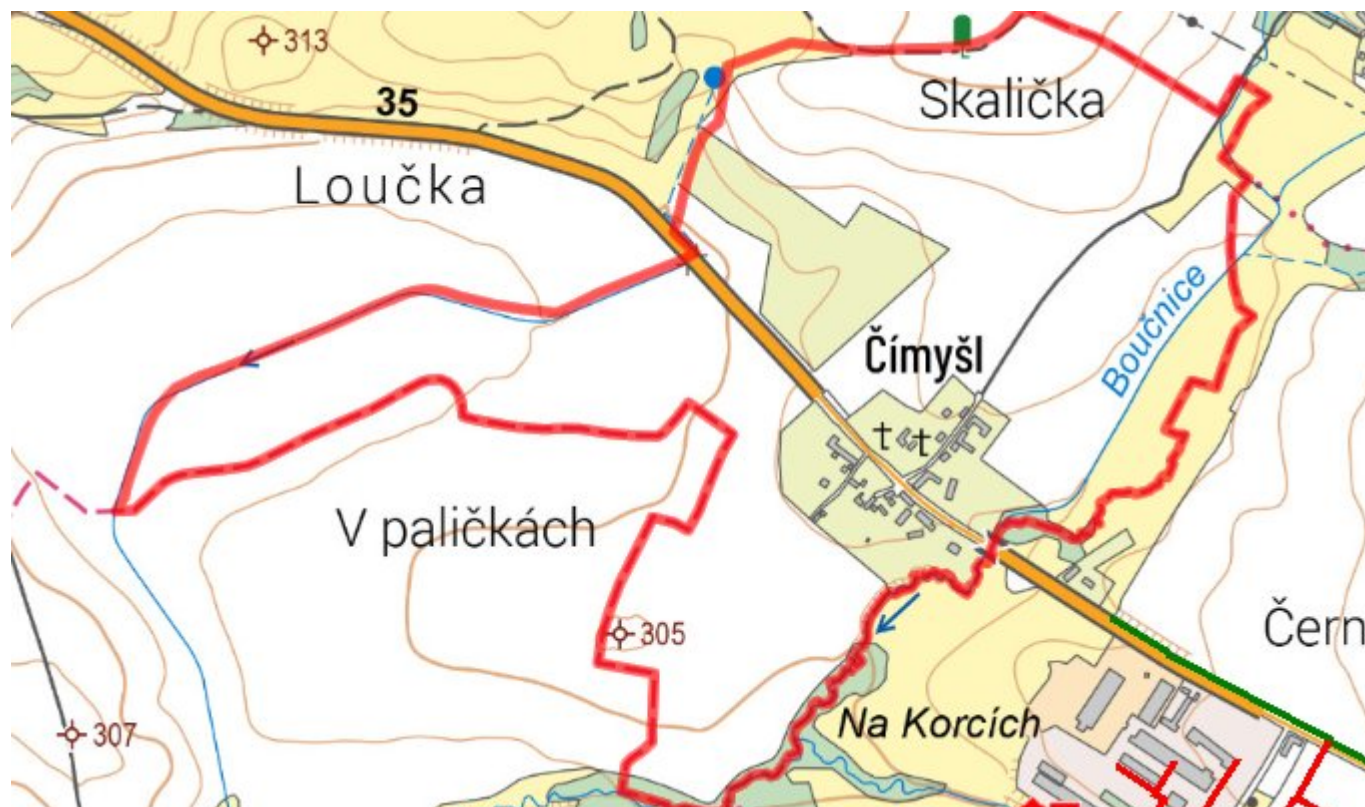 313
35
Skalička
Loučka
Boučnice
Čímyšl
V paličkách
305
Čern
307
Na Korcích